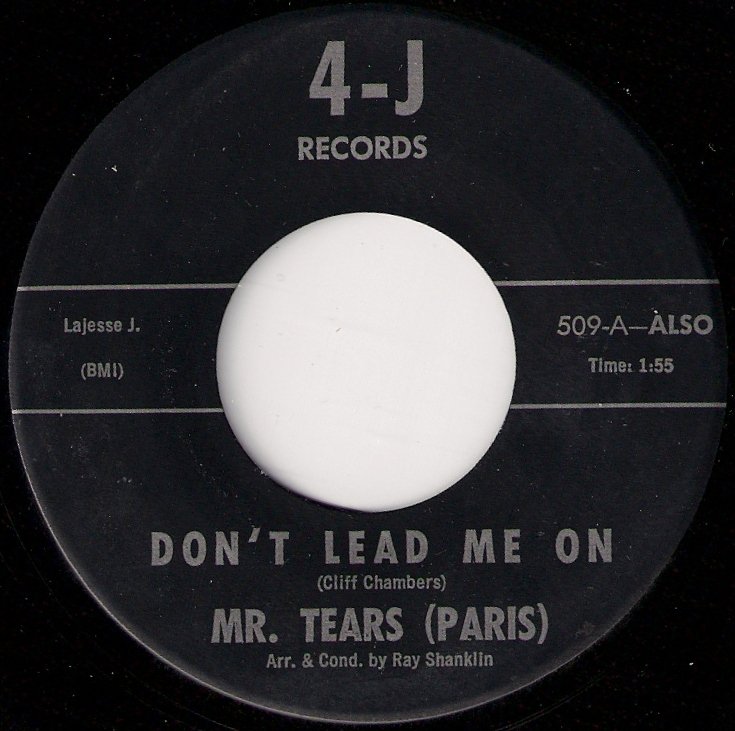 4-J
RECORDS
Lajesse J.
(BMI)
509-A—ALSO
Time: 1:55
DON'T LEAD ME ON
(Cliff Chambers)
MR. TEARS (PARIS)
Arr. & Cond. by Ray Shanklin